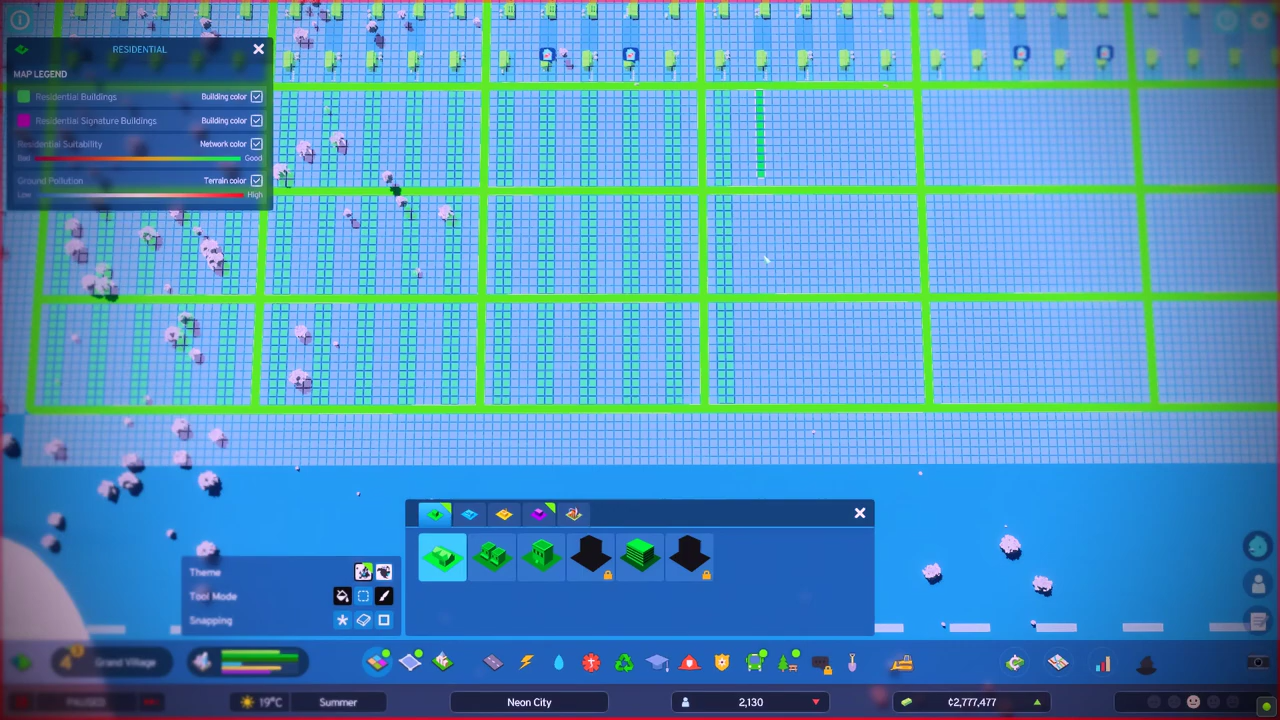 RESIDENTIAL
MAP LEGEND
Residential Buildings Building color
Residential Signature Buildings Building color
Residential Suitability Network color
Bad Good
Ground Pollution Terrain color
Low High
Theme
Tool Mode
Snapping
4 Grand Village
PAUSED
19°C Summer
Neon City
2,130
₵2,777,477